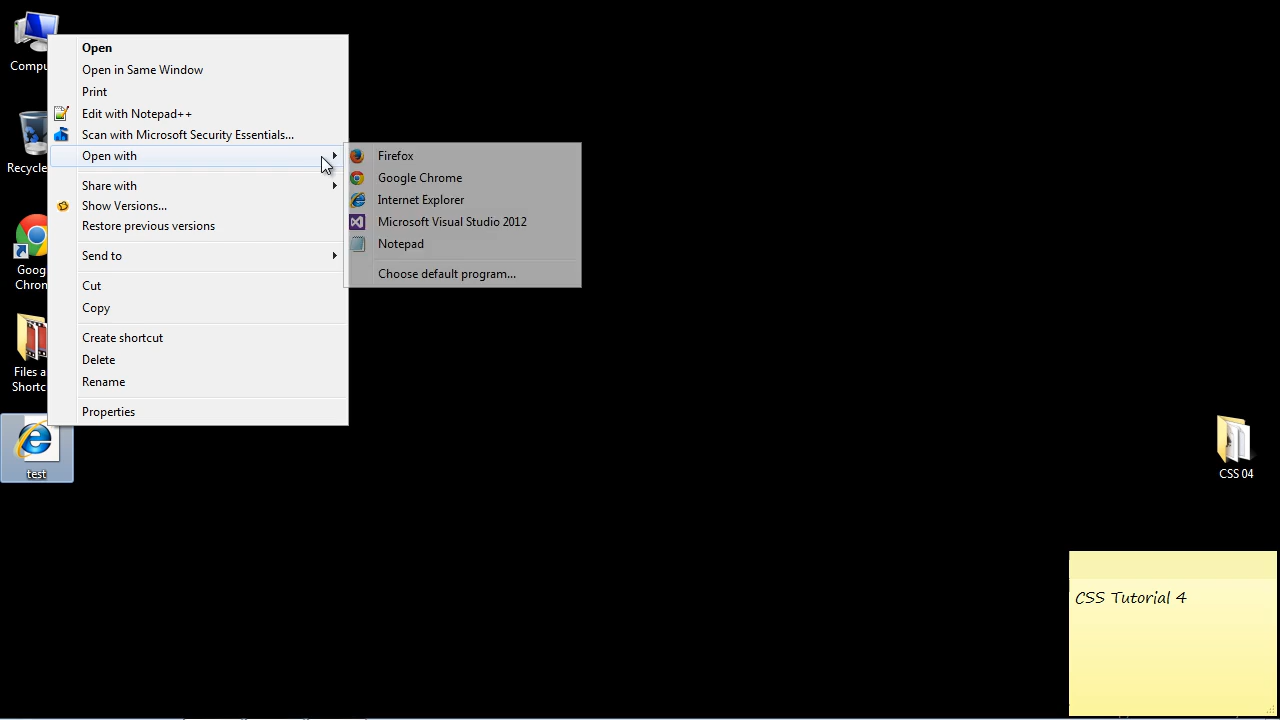 Compu
Recycle
Goog
Chron
Files a
Shortc
test
Open
Open in Same Window
Print
Edit with Notepad++
Scan with Microsoft Security Essentials...
Open with
Share with
Show Versions...
Restore previous versions
Send to
Cut
Copy
Create shortcut
Delete
Rename
Properties
Firefox
Google Chrome
Internet Explorer
Microsoft Visual Studio 2012
Notepad
Choose default program...
CSS 04
CSS Tutorial 4